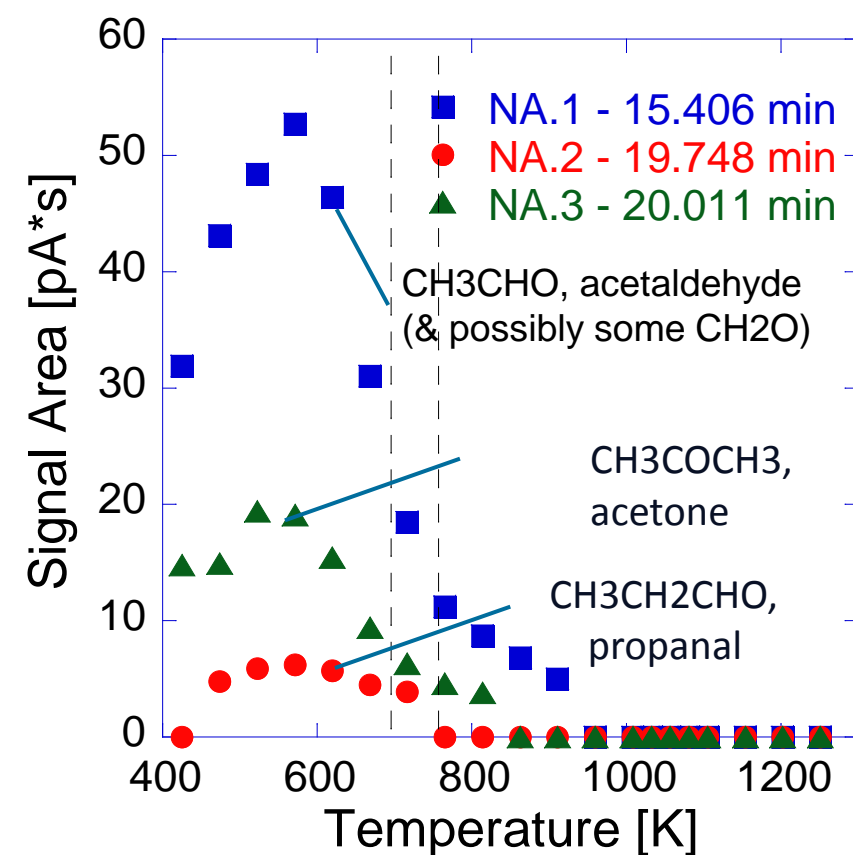 60
50
40
30
20
10
0
400
600
800
1000
1200
Signal Area [pA*s]
Temperature [K]
NA.1 - 15.406 min
NA.2 - 19.748 min
NA.3 - 20.011 min
CH3CHO, acetaldehyde
(& possibly some CH2O)
CH3COCH3,
acetone
CH3CH2CHO,
propanal